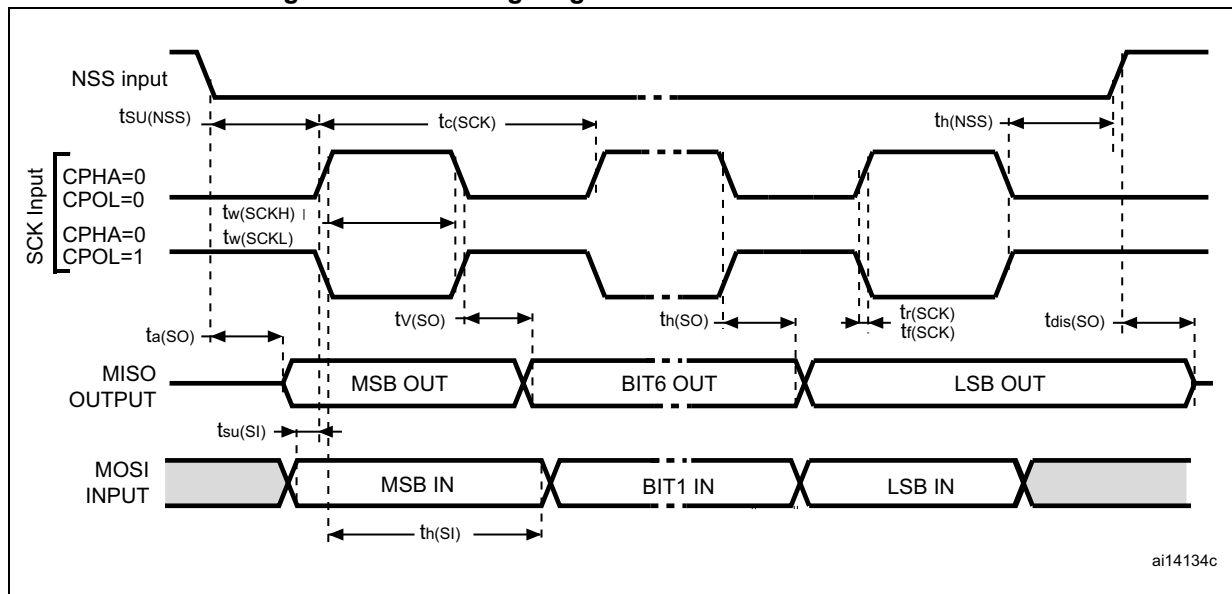 NSS input
tSU(NSS)
tc(SCK)
th(NSS)
SCK Input
CPHA=0
CPOL=0
tw(SCKH)
CPHA=0
CPOL=1
tw(SCKL)
ta(SO)
tV(SO)
th(SO)
tr(SCK)
tf(SCK)
tdis(SO)
MISO
OUTPUT
MSB OUT
BIT6 OUT
LSB OUT
tsu(SI)
MOSI
INPUT
MSB IN
BIT1 IN
LSB IN
th(SI)
ai14134c